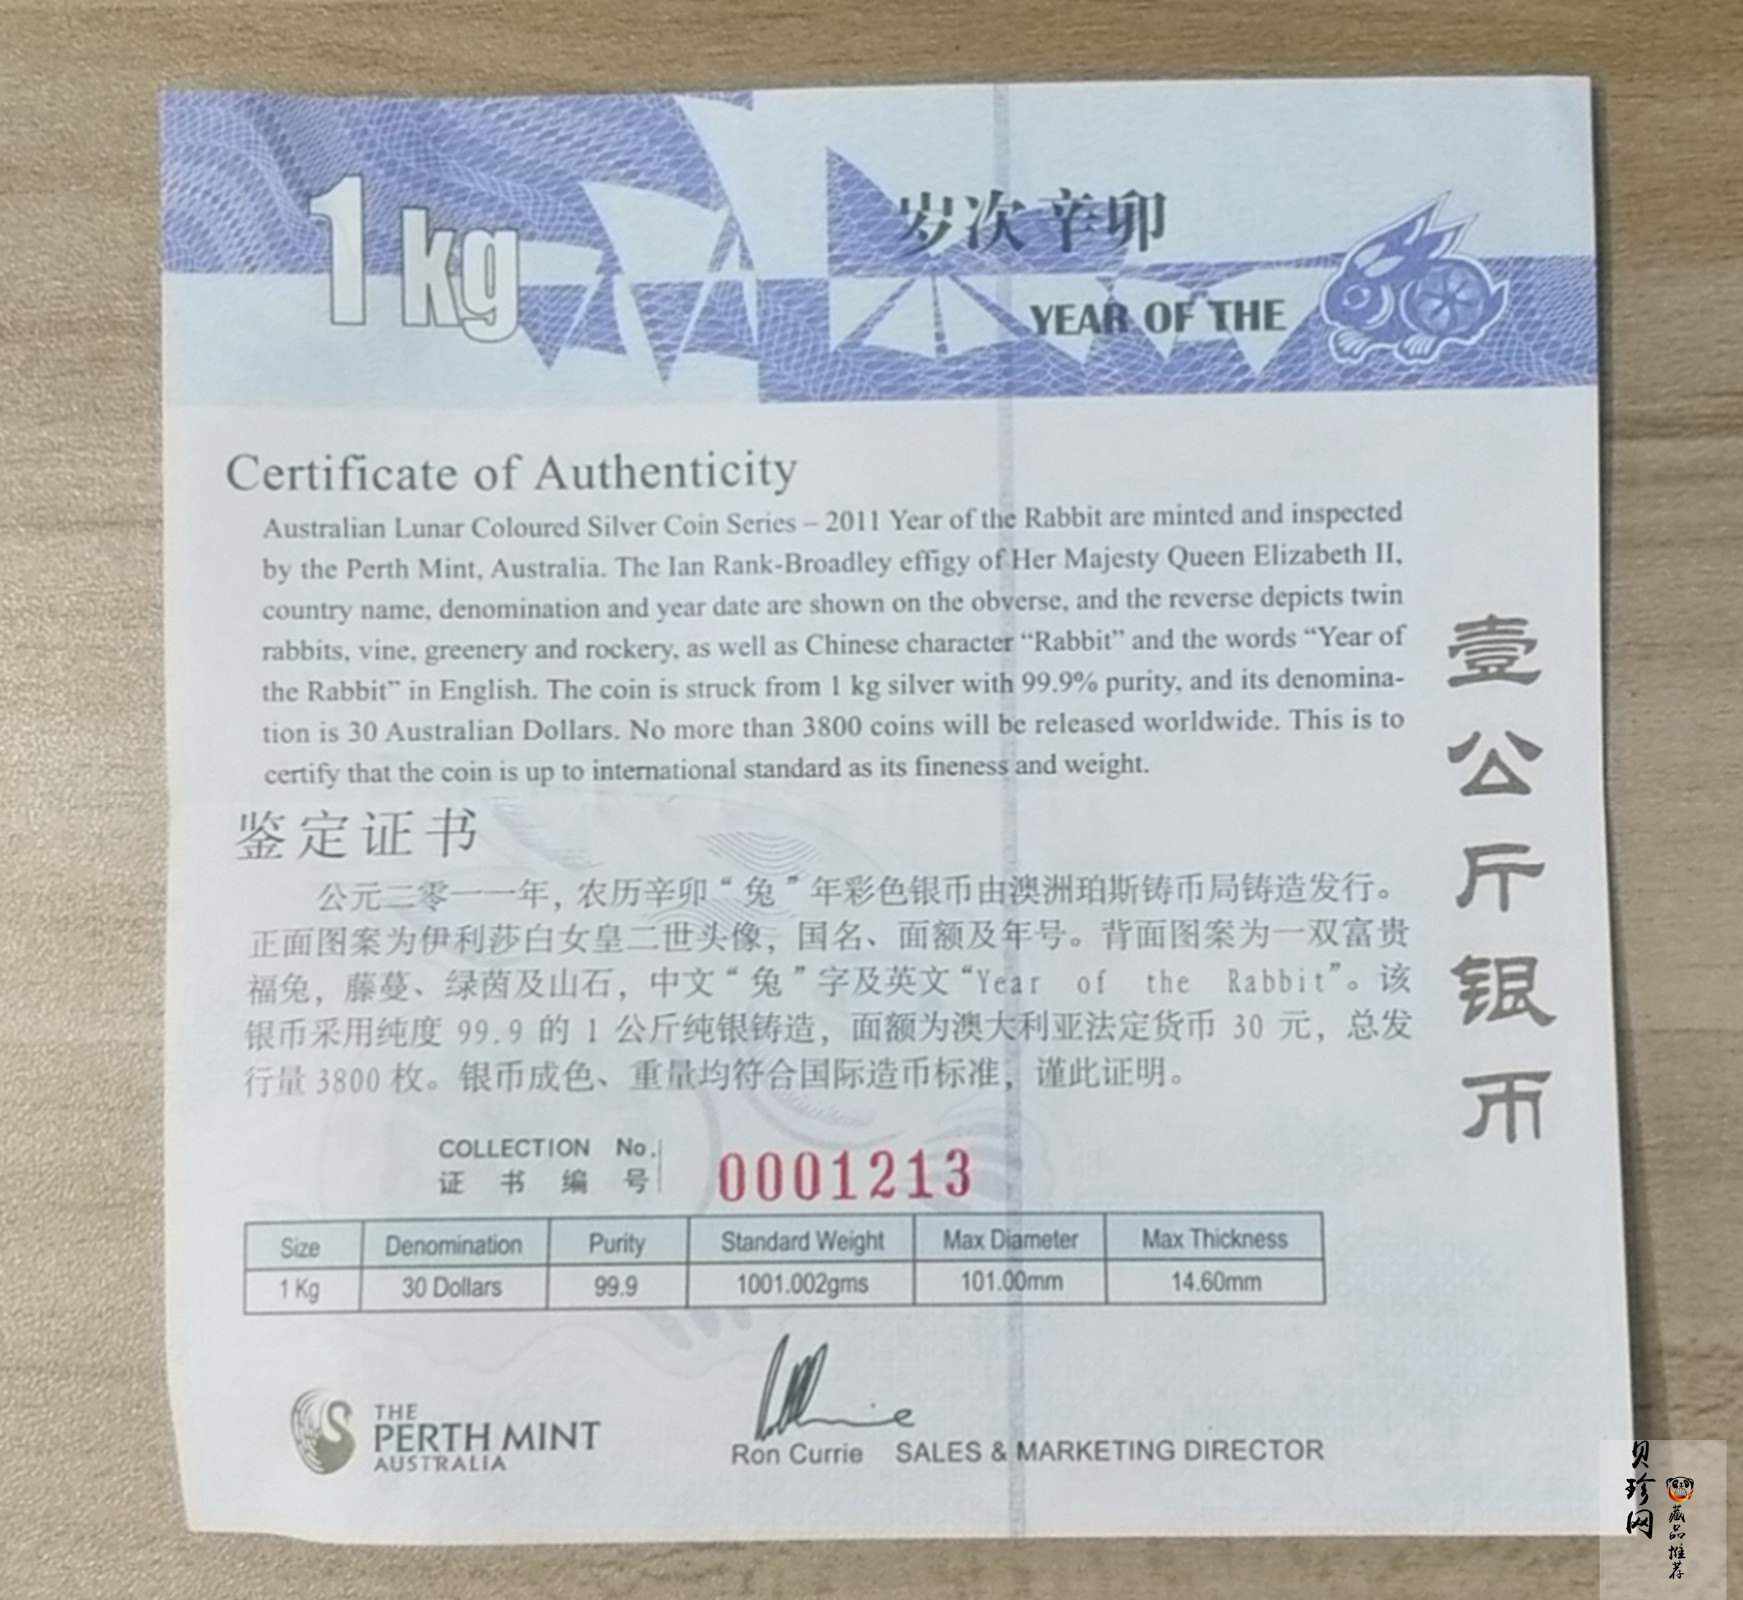 1 kg
岁次辛卯
YEAR OF THE
Certificate of Authenticity
Australian Lunar Coloured Silver Coin Series – 2011 Year of the Rabbit are minted and inspected
by the Perth Mint, Australia. The Ian Rank-Broadley effigy of Her Majesty Queen Elizabeth II,
country name, denomination and year date are shown on the obverse, and the reverse depicts twin
rabbits, vine, greenery and rockery, as well as Chinese character “Rabbit” and the words “Year of
the Rabbit” in English. The coin is struck from 1 kg silver with 99.9% purity, and its denomina-
tion is 30 Australian Dollars. No more than 3800 coins will be released worldwide. This is to
certify that the coin is up to international standard as its fineness and weight.
壹公斤银币
鉴定证书
公元二零一一年，农历辛卯“兔”年彩色银币由澳洲珀斯铸币局铸造发行。
正面图案为伊利莎白女皇二世头像，国名、面额及年号。背面图案为一双富贵
福兔，藤蔓、绿茵及山石，中文“兔”字及英文“Year of the Rabbit”。该
银币采用纯度 99.9 的 1 公斤纯银铸造，面额为澳大利亚法定货币 30 元，总发
行量 3800 枚。银币成色、重量均符合国际造币标准，谨此证明。
COLLECTION No.
证书编号
0001213
Size Denomination Purity Standard Weight Max Diameter Max Thickness
1 Kg 30 Dollars 99.9 1001.002gms 101.00mm 14.60mm
THE
PERTH MINT
AUSTRALIA
Ron Currie SALES & MARKETING DIRECTOR
贝珍网
藏品推荐